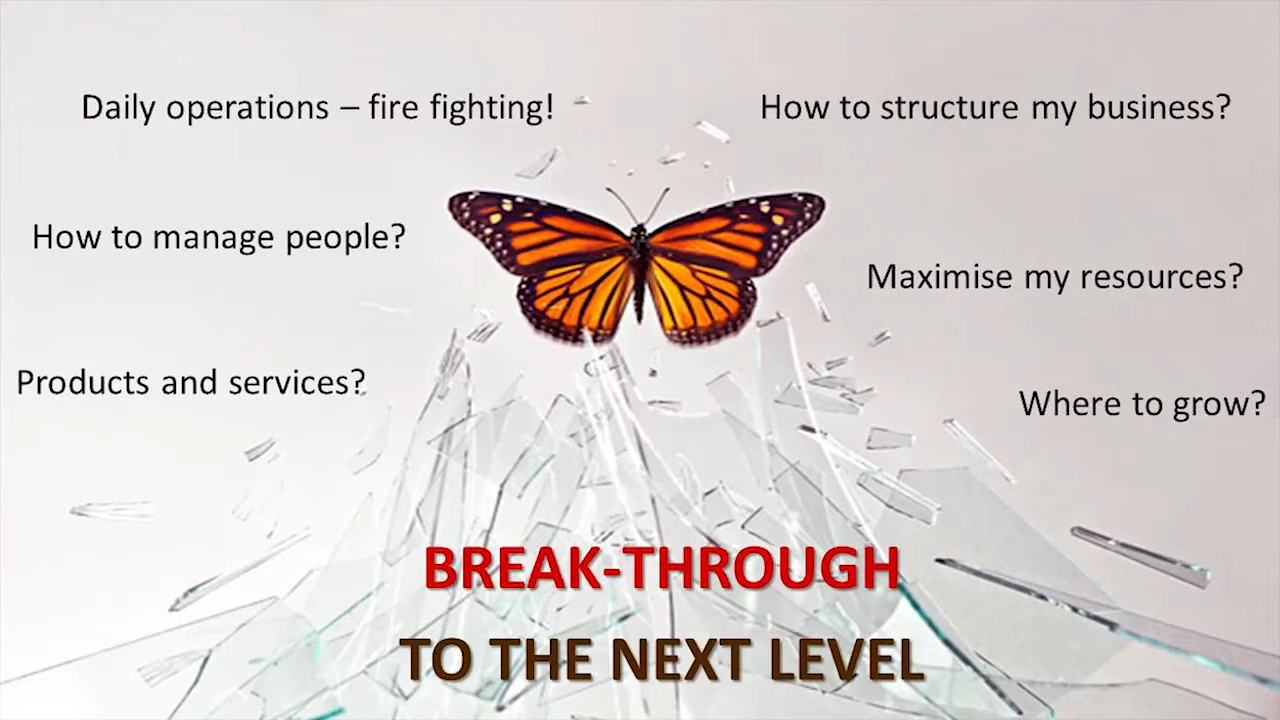 Daily operations – fire fighting!
How to structure my business?
How to manage people?
Maximise my resources?
Products and services?
Where to grow?
BREAK-THROUGH
TO THE NEXT LEVEL